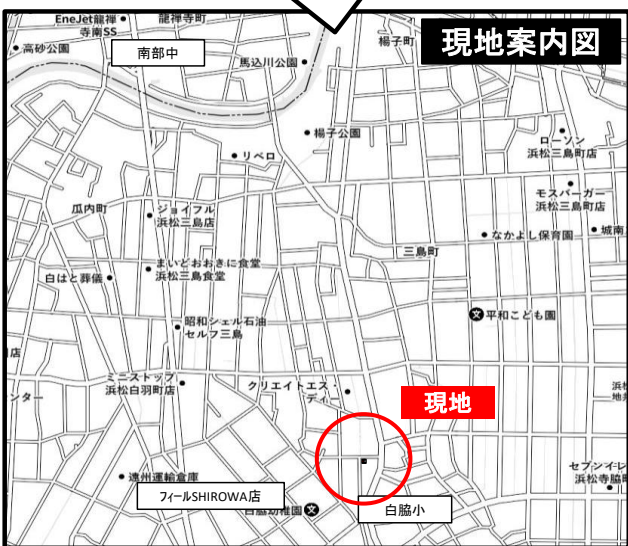 現地案内図
EneJet龍禅
寺南SS
龍禅寺町
高砂公園
南部中
馬込川公園
楊子町
楊子公園
リベロ
ローソン
浜松三島町店
瓜内町
ジョイフル
浜松三島店
モスバーガー
浜松三島町店
なかよし保育園
城南
三島町
まいどおおきに食堂
浜松三島食堂
白はと葬儀
平和こども園
昭和シェル石油
セルフ三島
店
ミニストップ
浜松白羽町店
クリエイトエス・
ディー
現地
ンター
遠州運輸倉庫
フィールSHIROWA店
白脇幼稚園
白脇小
セブンイレ
浜松寺脇町